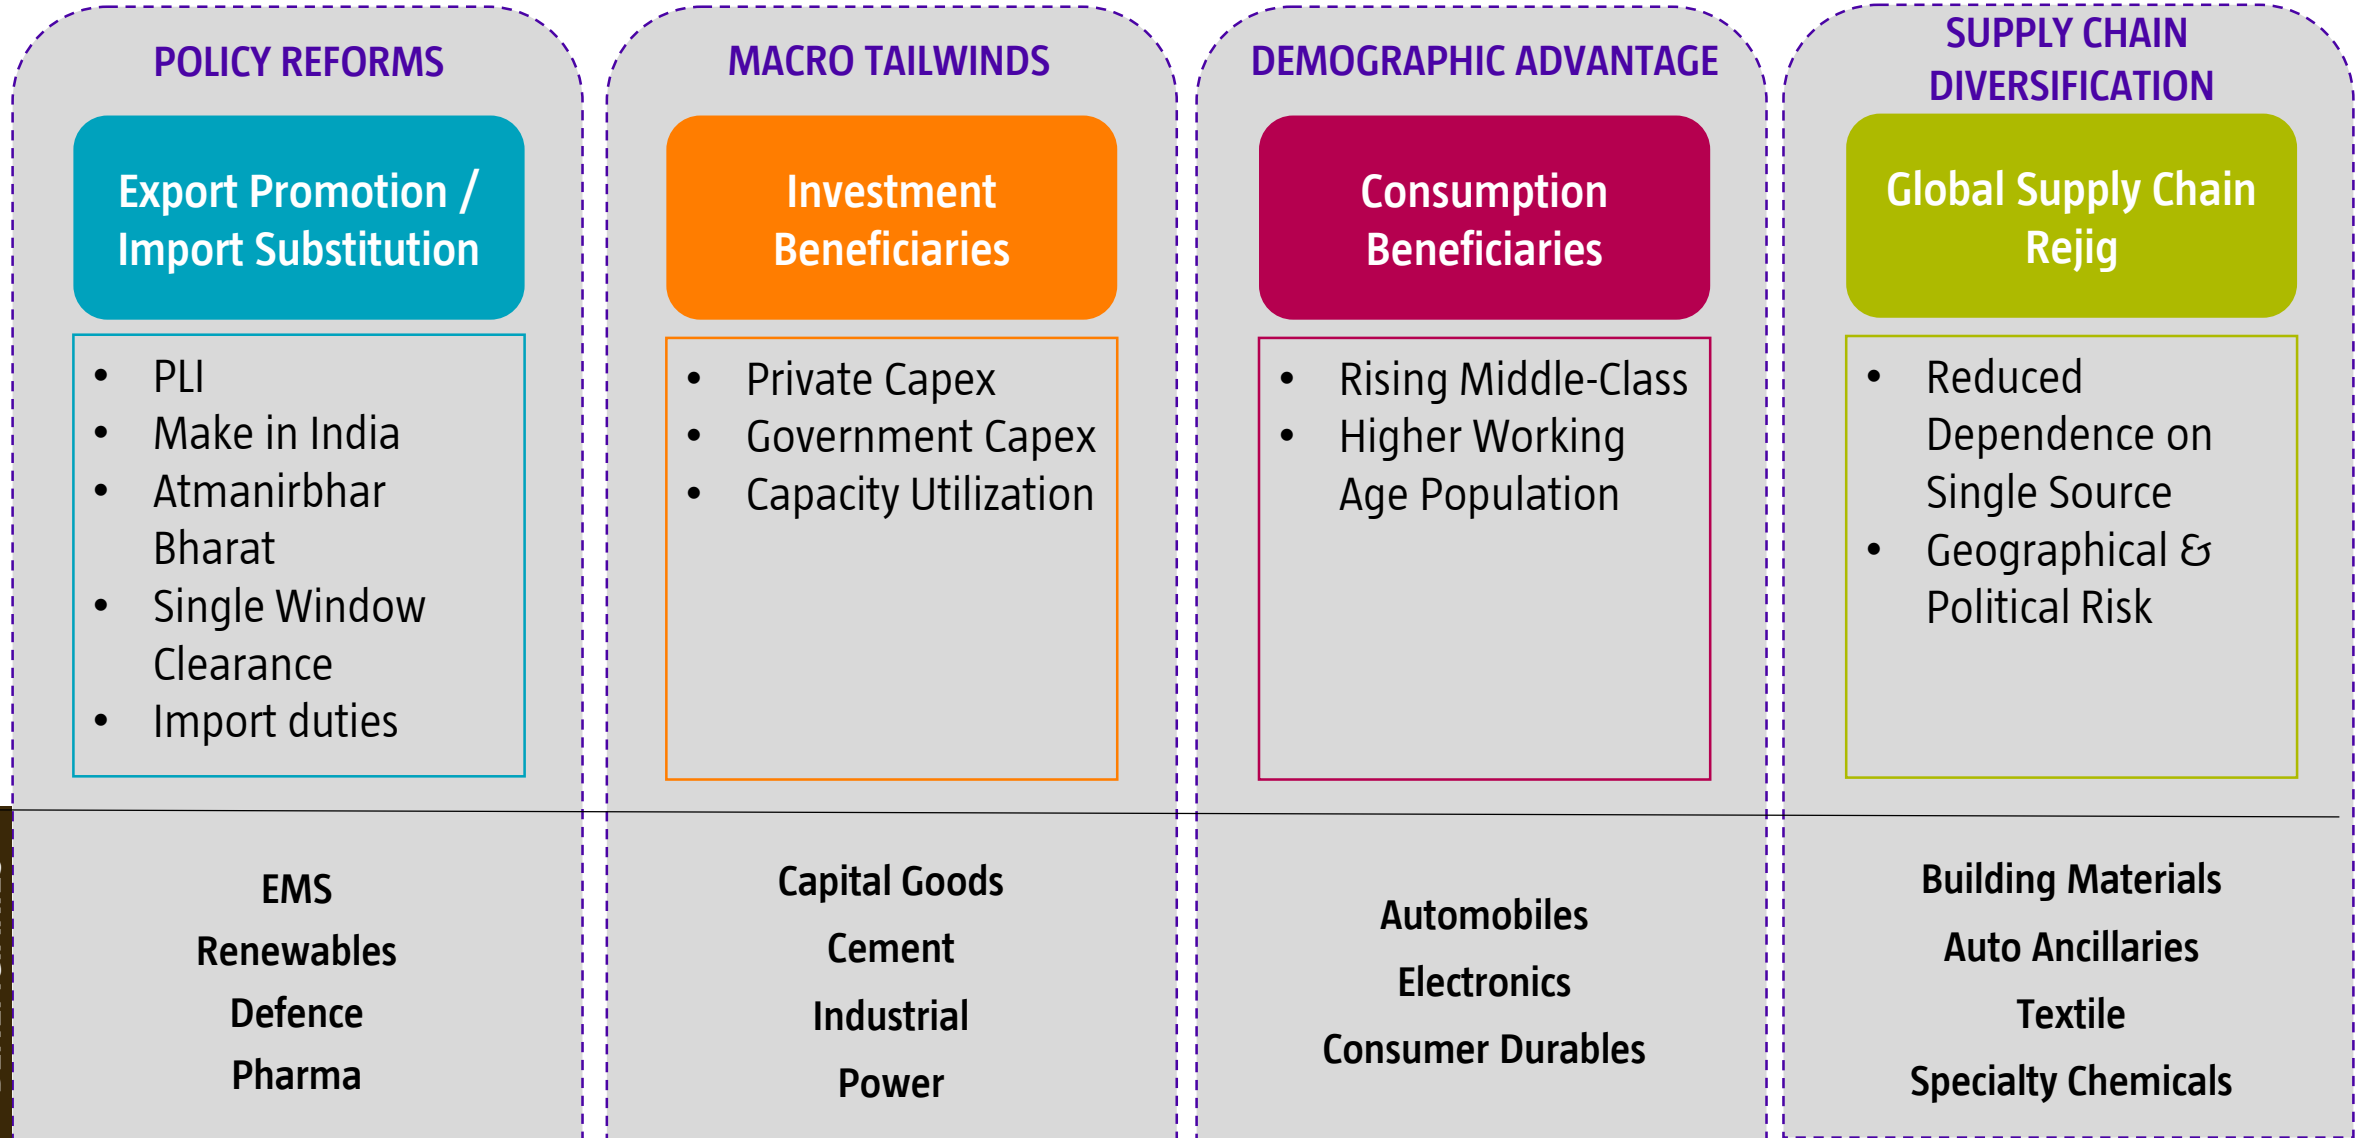 POLICY REFORMS
Export Promotion /
Import Substitution
• PLI
• Make in India
• Atmanirbhar
Bharat
• Single Window
Clearance
• Import duties
EMS
Renewables
Defence
Pharma
MACRO TAILWINDS
Investment
Beneficiaries
• Private Capex
• Government Capex
• Capacity Utilization
Capital Goods
Cement
Industrial
Power
DEMOGRAPHIC ADVANTAGE
Consumption
Beneficiaries
• Rising Middle-Class
• Higher Working
Age Population
Automobiles
Electronics
Consumer Durables
SUPPLY CHAIN
DIVERSIFICATION
Global Supply Chain
Rejig
• Reduced
Dependence on
Single Source
• Geographical &
Political Risk
Building Materials
Auto Ancillaries
Textile
Specialty Chemicals